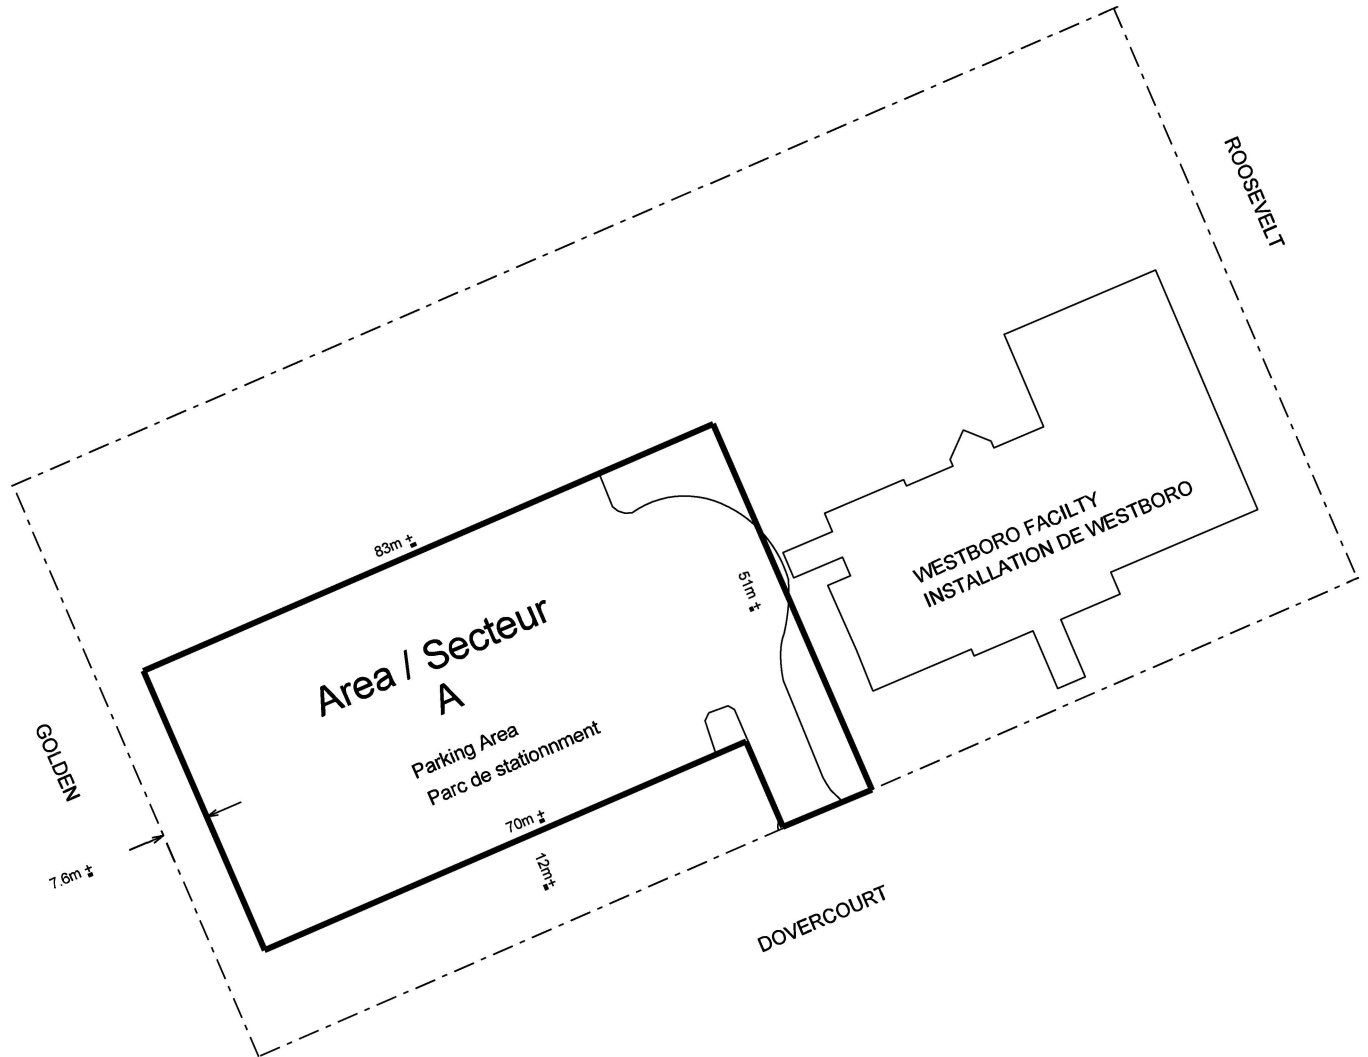 ROOSEVELT
WESTBORO FACILTY
INSTALLATION DE WESTBORO
83m ±
51m ±
Area / Secteur
A
Parking Area
Parc de stationnment
GOLDEN
70m ±
12m±
7.6m ±
DOVERCOURT